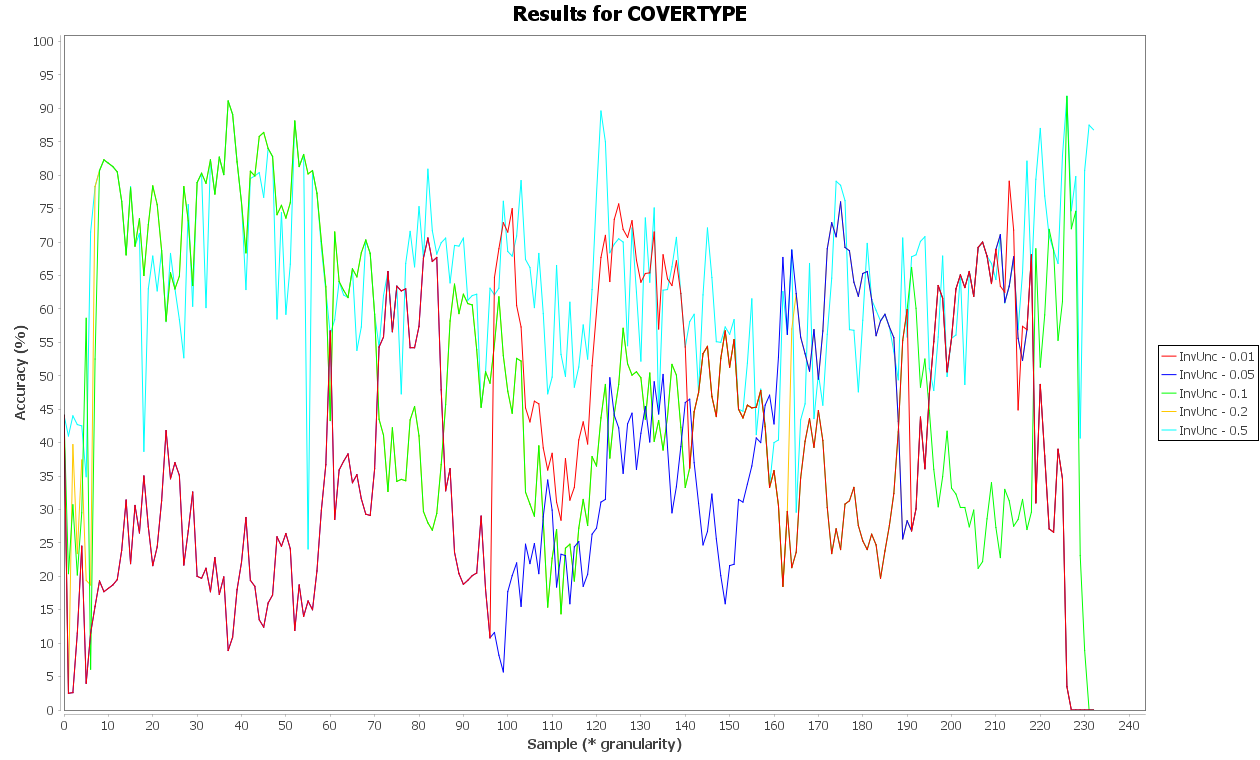 Results for COVERTYPE
100
95
90
85
80
75
70
65
60
55
50
45
40
35
30
25
20
15
10
5
0
Accuracy (%)
0 10 20 30 40 50 60 70 80 90 100 110 120 130 140 150 160 170 180 190 200 210 220 230 240
Sample (* granularity)
InvUnc - 0.01
InvUnc - 0.05
InvUnc - 0.1
InvUnc - 0.2
InvUnc - 0.5